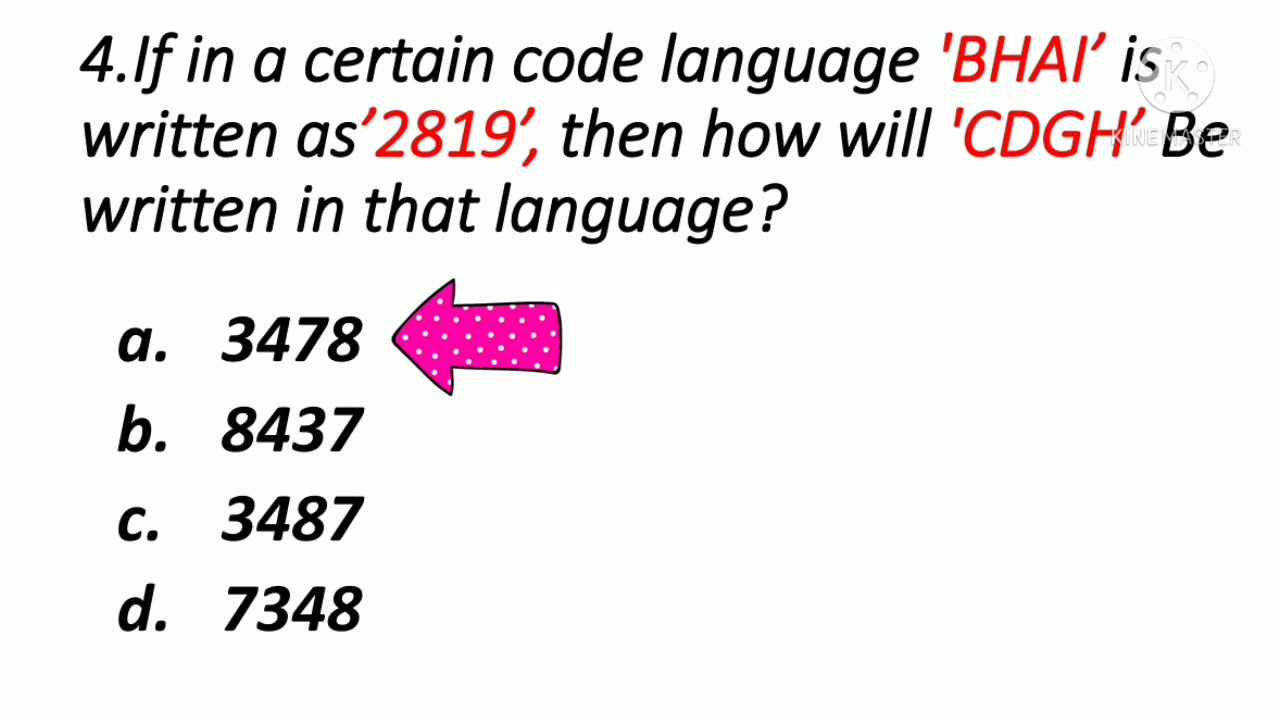 4.If in a certain code language 'BHAI’ is
written as’2819’, then how will 'CDGH’ Be
written in that language?
a. 3478
b. 8437
c. 3487
d. 7348
K
KINEMASTER